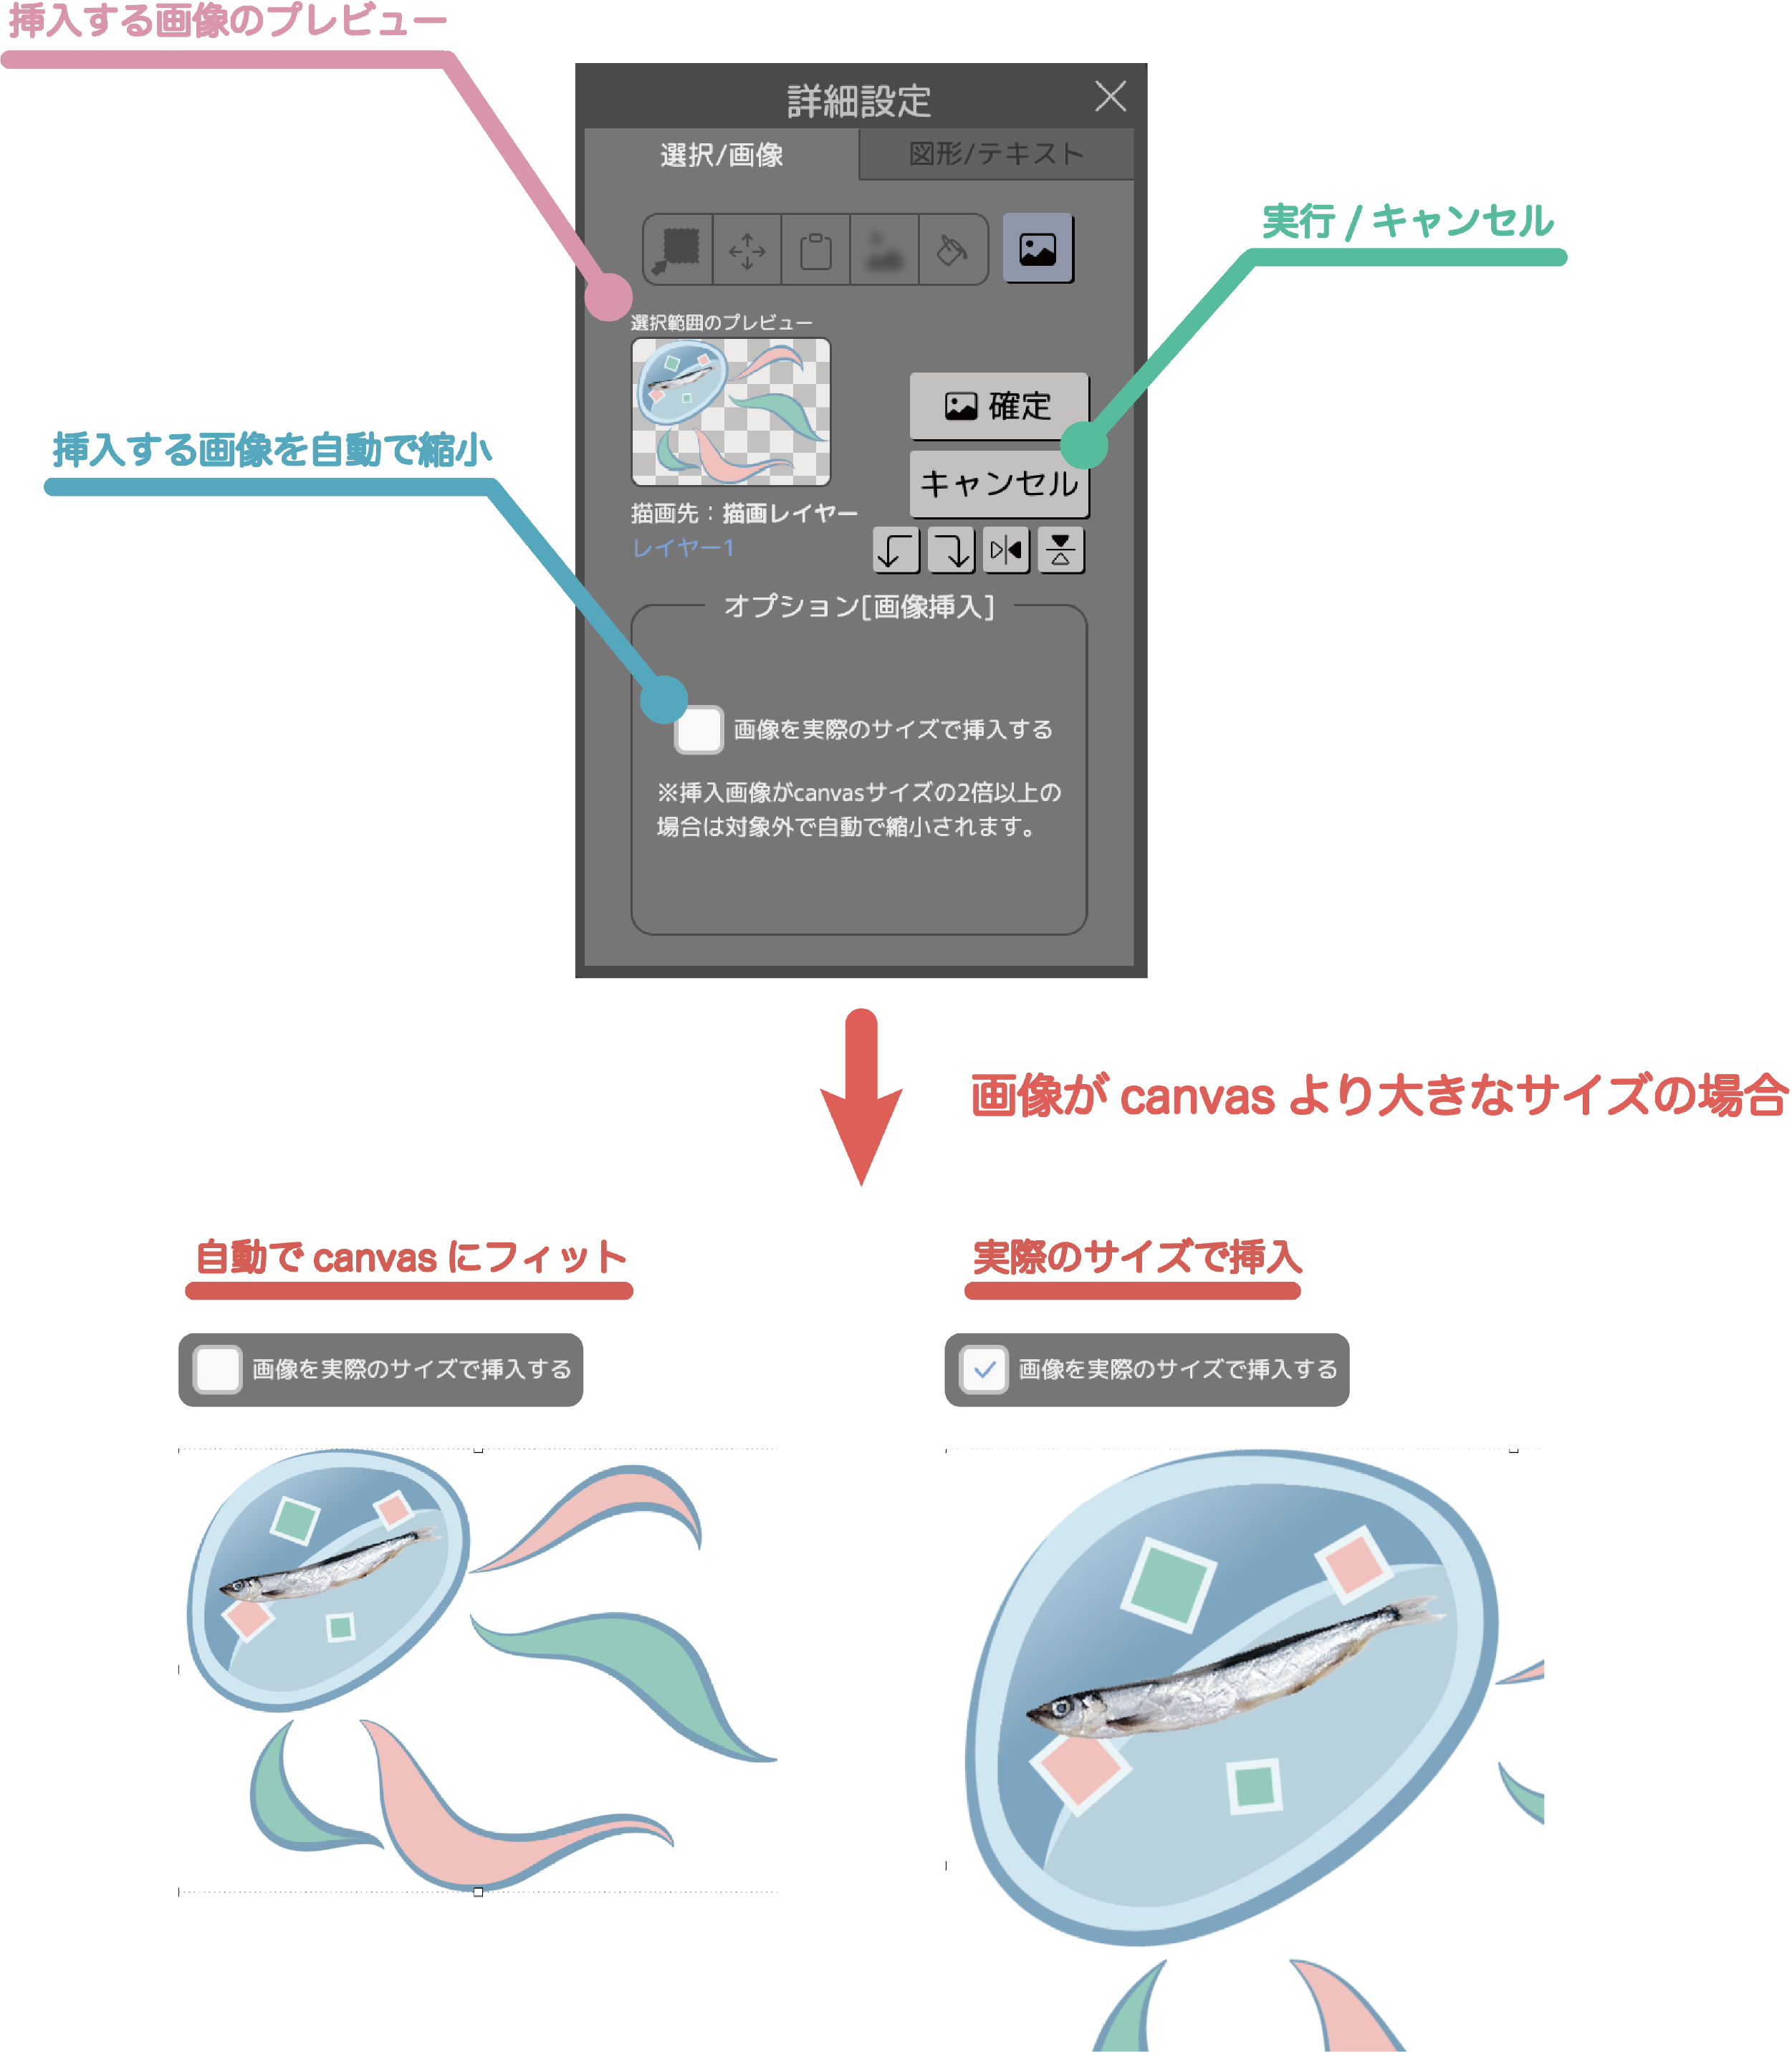 挿入する画像のプレビュー
詳細設定
選択/画像
図形/テキスト
実行 / キャンセル
選択範囲のプレビュー
確定
挿入する画像を自動で縮小
キャンセル
描画先：描画レイヤー
レイヤー1
オプション[画像挿入]
画像を実際のサイズで挿入する
※挿入画像がcanvasサイズの2倍以上の
場合は対象外で自動で縮小されます。
画像が canvas より大きなサイズの場合
自動で canvas にフィット
実際のサイズで挿入
画像を実際のサイズで挿入する
画像を実際のサイズで挿入する